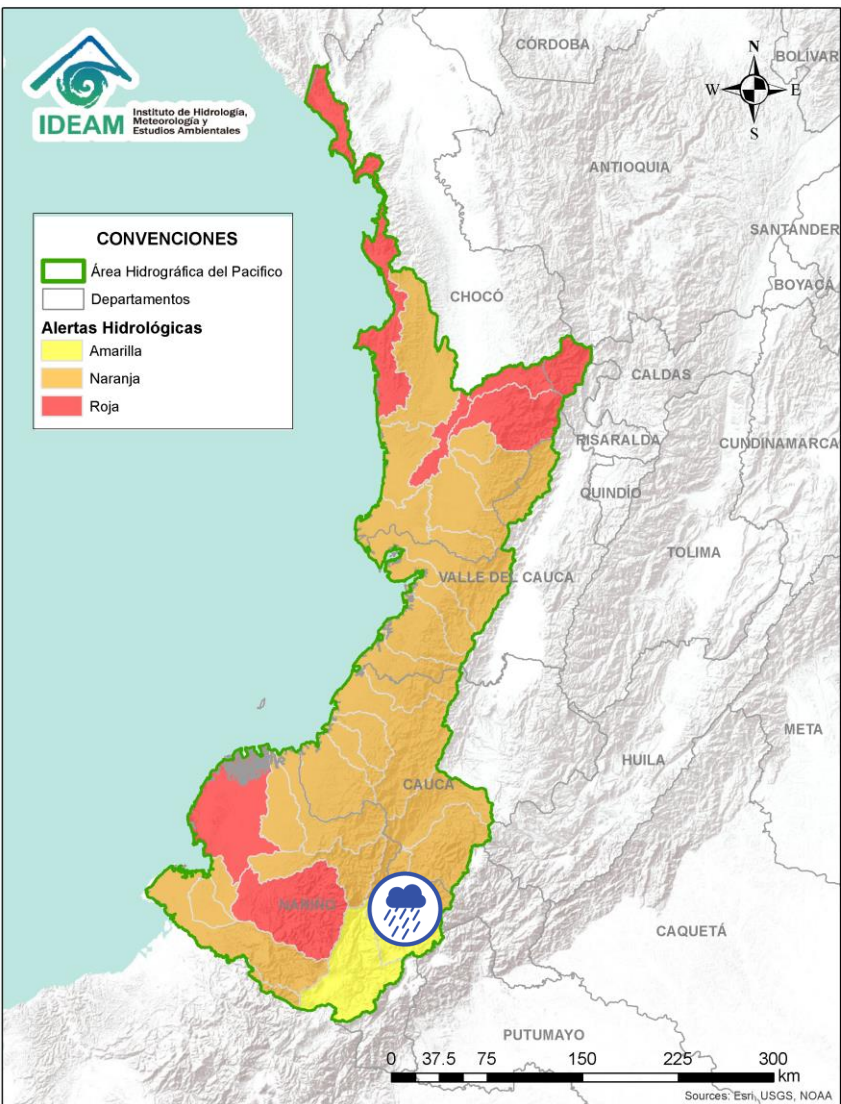 CÓRDOBA
BOLÍVAR
N
W E
S
IDEAM
Instituto de Hidrología,
Meteorología y
Estudios Ambientales
ANTIOQUIA
SANTANDER
BOYACÁ
CONVENCIONES
Área Hidrográfica del Pacifico
Departamentos
Alertas Hidrológicas
Amarilla
Naranja
Roja
CHOCÓ
CALDAS
RISARALDA
CUNDINAMARCA
QUINDÍO
TOLIMA
VALLE DEL CAUCA
META
HUILA
CAUCA
NARIÑO
CAQUETÁ
PUTUMAYO
0 37.5 75 150 225 300
km
Sources: Esri, USGS, NOAA